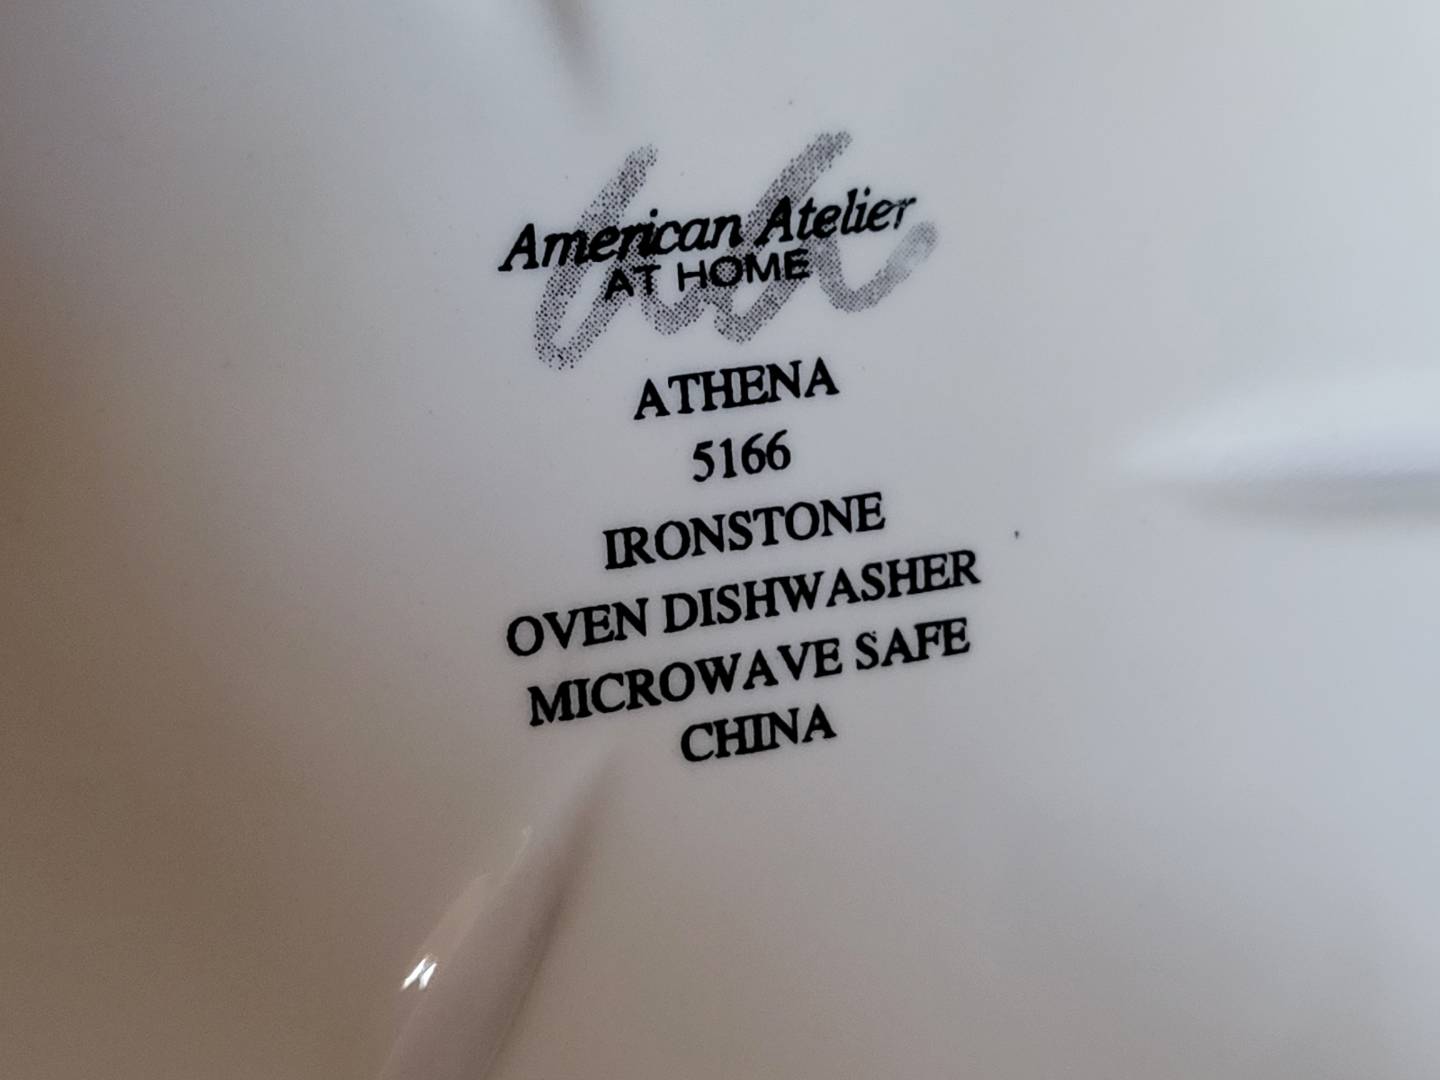 American Atelier
AT HOME
ATHENA
5166
IRONSTONE
OVEN DISHWASHER
MICROWAVE SAFE
CHINA